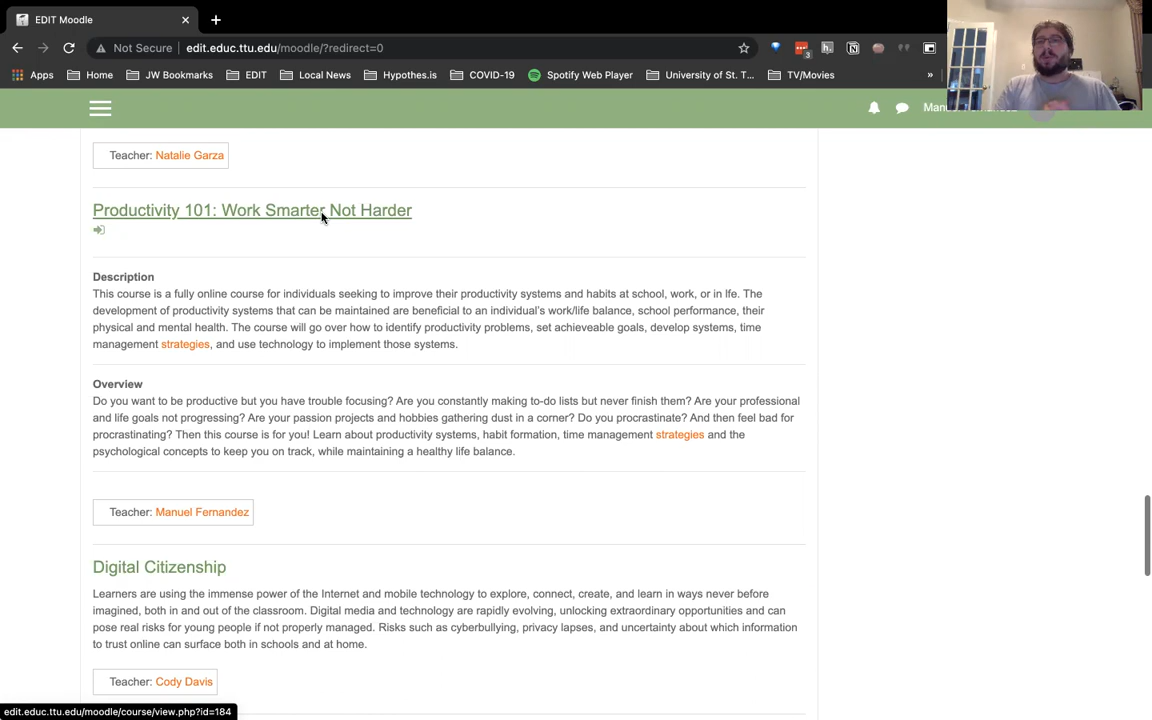 EDIT Moodle
Not Secure edit.educ.ttu.edu/moodle/?redirect=0
3
Apps Home JW Bookmarks EDIT Local News Hypothes.is COVID-19 Spotify Web Player University of St. T... TV/Movies »
Teacher: Natalie Garza
Productivity 101: Work Smarter Not Harder
Description
This course is a fully online course for individuals seeking to improve their productivity systems and habits at school, work, or in lfe. The
development of productivity systems that can be maintained are beneficial to an individual's work/life balance, school performance, their
physical and mental health. The course will go over how to identify productivity problems, set achieveable goals, develop systems, time
management strategies, and use technology to implement those systems.
Overview
Do you want to be productive but you have trouble focusing? Are you constantly making to-do lists but never finish them? Are your professional
and life goals not progressing? Are your passion projects and hobbies gathering dust in a corner? Do you procrastinate? And then feel bad for
procrastinating? Then this course is for you! Learn about productivity systems, habit formation, time management strategies and the
psychological concepts to keep you on track, while maintaining a healthy life balance.
Teacher: Manuel Fernandez
Digital Citizenship
Learners are using the immense power of the Internet and mobile technology to explore, connect, create, and learn in ways never before
imagined, both in and out of the classroom. Digital media and technology are rapidly evolving, unlocking extraordinary opportunities and can
pose real risks for young people if not properly managed. Risks such as cyberbullying, privacy lapses, and uncertainty about which information
to trust online can surface both in schools and at home.
Teacher: Cody Davis
edit.educ.ttu.edu/moodle/course/view.php?id=184